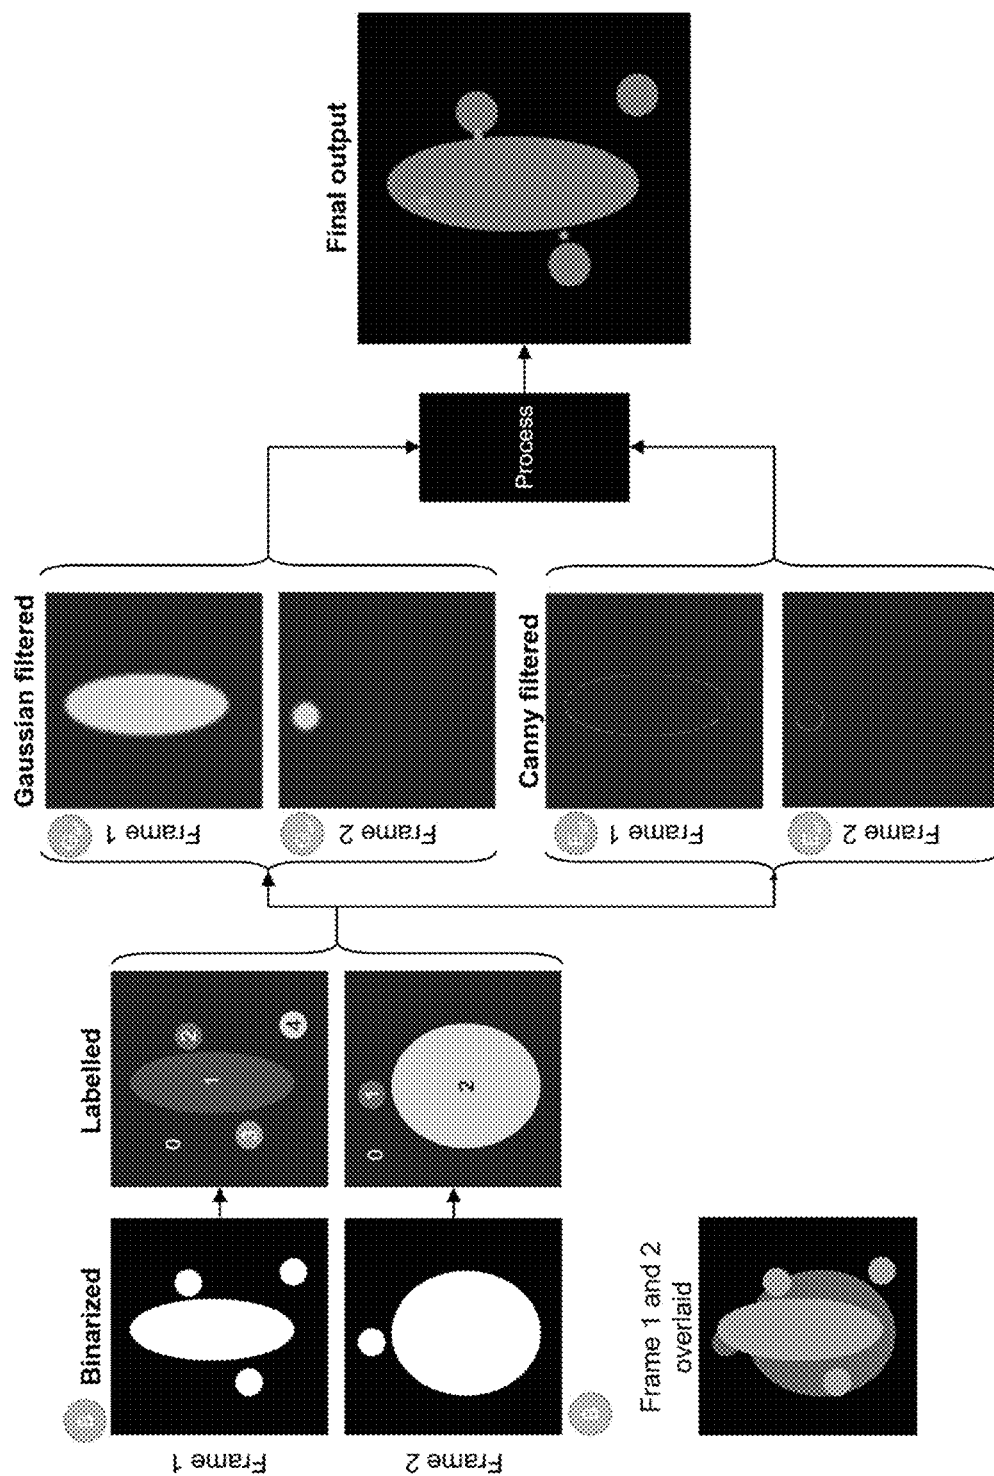 Binarized
Frame 1
Frame 2
Labelled
0
1
2
3
4
0
1
2
Gaussian filtered
Frame 1
Frame 2
Canny filtered
Frame 1
Frame 2
Process
Final output
Frame 1 and 2
overlaid